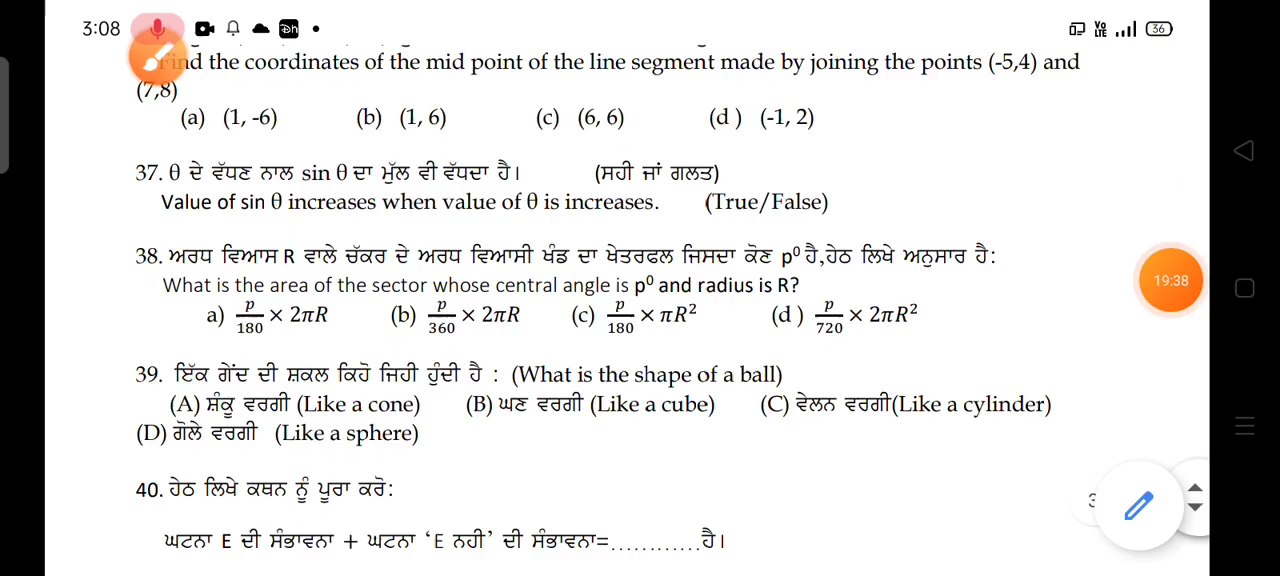 3:08
36
Find the coordinates of the mid point of the line segment made by joining the points (-5,4) and
(7,8)
(a) (1, -6) (b) (1, 6) (c) (6, 6) (d ) (-1, 2)
37. θ ਦੇ ਵੱਧਣ ਨਾਲ sin θ ਦਾ ਮੁੱਲ ਵੀ ਵੱਧਦਾ ਹੈ। (ਸਹੀ ਜਾਂ ਗਲਤ)
Value of sin θ increases when value of θ is increases. (True/False)
38. ਅਰਧ ਵਿਆਸ R ਵਾਲੇ ਚੱਕਰ ਦੇ ਅਰਧ ਵਿਆਸੀ ਖੰਡ ਦਾ ਖੇਤਰਫਲ ਜਿਸਦਾ ਕੋਣ p⁰ ਹੈ,ਹੇਠ ਲਿਖੇ ਅਨੁਸਾਰ ਹੈ:
What is the area of the sector whose central angle is p⁰ and radius is R?
19:38
a) p/180 × 2πR (b) p/360 × 2πR (c) p/180 × πR² (d ) p/720 × 2πR²
39. ਇੱਕ ਗੇਂਦ ਦੀ ਸ਼ਕਲ ਕਿਹੋ ਜਿਹੀ ਹੁੰਦੀ ਹੈ : (What is the shape of a ball)
(A) ਸ਼ੰਕੂ ਵਰਗੀ (Like a cone) (B) ਘਣ ਵਰਗੀ (Like a cube) (C) ਵੇਲਨ ਵਰਗੀ(Like a cylinder)
(D) ਗੋਲੇ ਵਰਗੀ (Like a sphere)
40. ਹੇਠ ਲਿਖੇ ਕਥਨ ਨੂੰ ਪੂਰਾ ਕਰੋ:
ਘਟਨਾ E ਦੀ ਸੰਭਾਵਨਾ + ਘਟਨਾ ‘E ਨਹੀ’ ਦੀ ਸੰਭਾਵਨਾ=............ਹੈ।